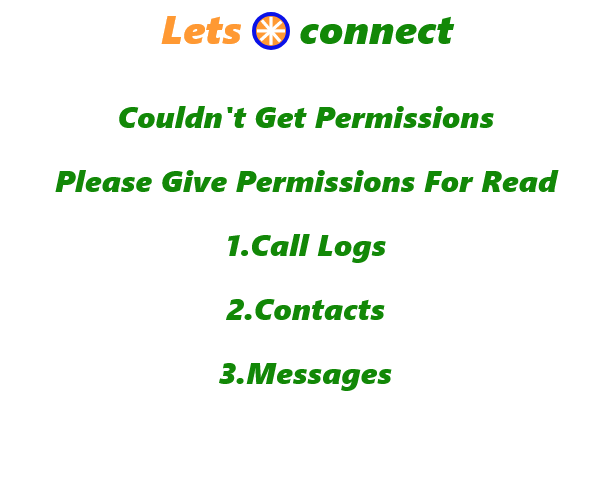 Lets connect
Couldn't Get Permissions
Please Give Permissions For Read
1.Call Logs
2.Contacts
3.Messages